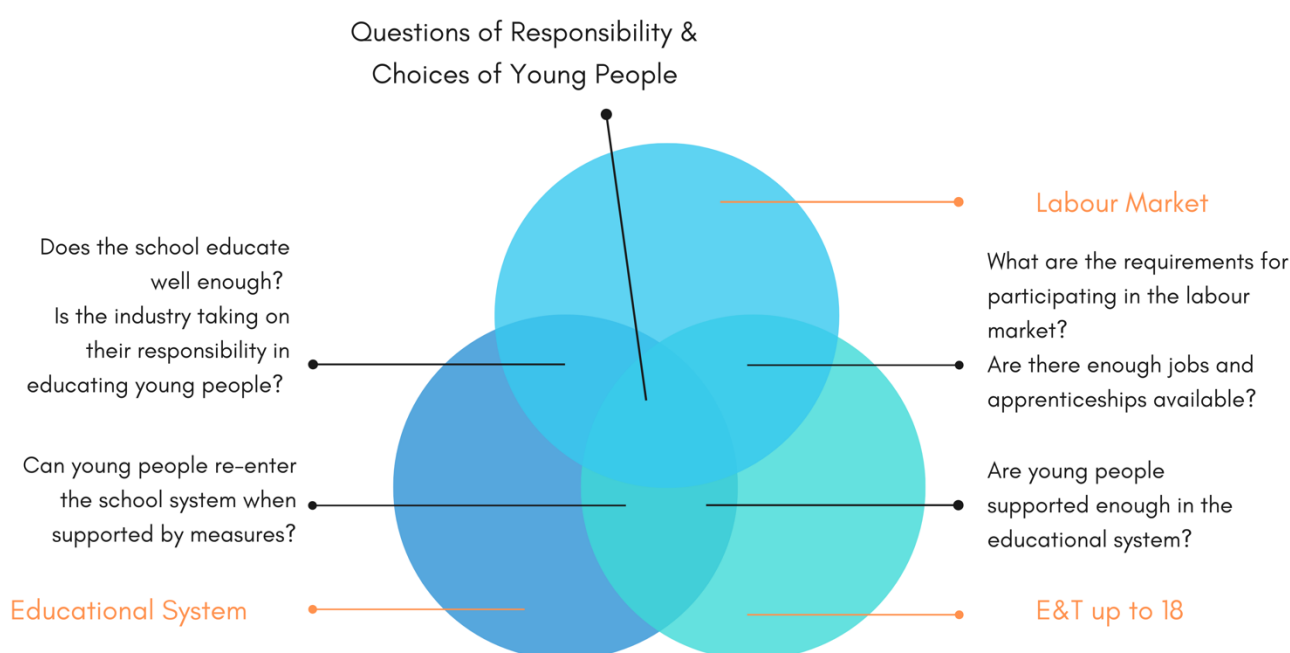 Questions of Responsibility &
Choices of Young People
Labour Market
Does the school educate
well enough?
Is the industry taking on
their responsibility in
educating young people?
What are the requirements for
participating in the labour
market?
Are there enough jobs and
apprenticeships available?
Can young people re-enter
the school system when
supported by measures?
Are young people
supported enough in the
educational system?
Educational System
E&T up to 18